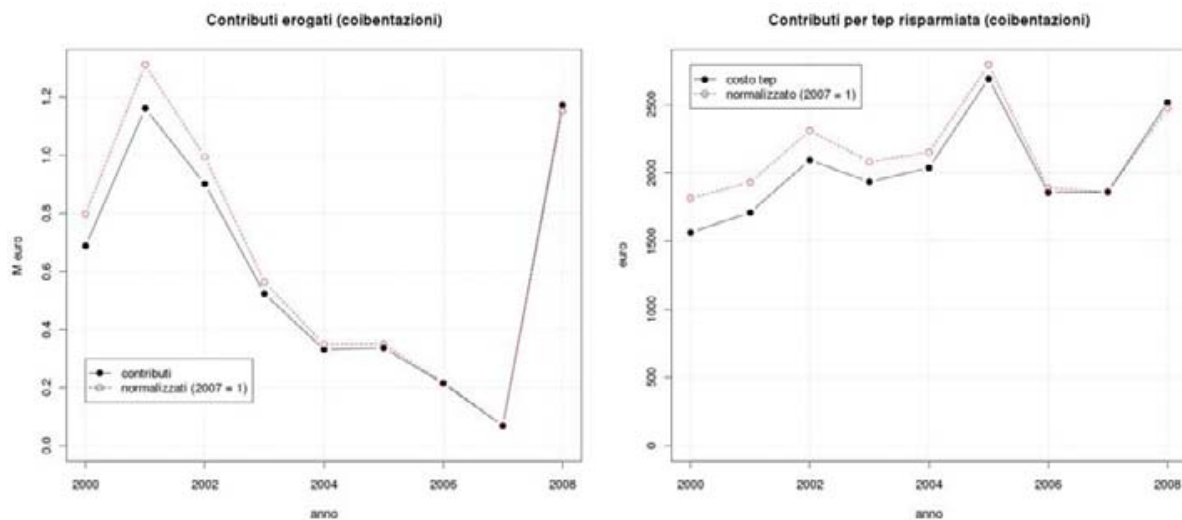 Contributi erogati (coibentazioni)
M euro
1.2
1.0
0.8
0.6
0.4
0.2
0.0
contributi
normalizzati (2007 = 1)
2000
2002
2004
2006
2008
anno
Contributi per tep risparmiata (coibentazioni)
euro
2500
2000
1500
1000
500
0
costo tep
normalizzato (2007 = 1)
2000
2002
2004
2006
2008
anno